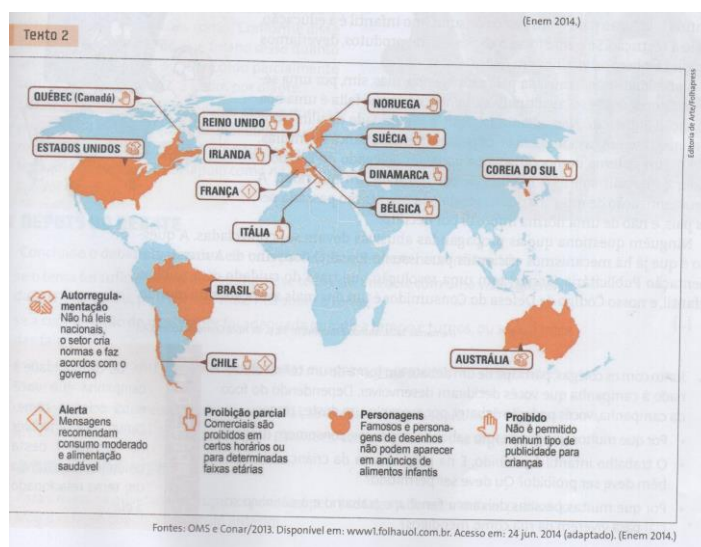 (Enem 2014.)
Texto 2
Editoria de Arte/Folhapress
QUÉBEC (Canadá)
NORUEGA
REINO UNIDO
SUÉCIA
ESTADOS UNIDOS
IRLANDA
DINAMARCA
COREIA DO SUL
FRANÇA
BÉLGICA
ITÁLIA
BRASIL
CHILE
AUSTRÁLIA
Autorregula-
mentação
Não há leis
nacionais,
o setor cria
normas e faz
acordos com o
governo
Alerta
Mensagens
recomendam
consumo moderado
e alimentação
saudável
Proibição parcial
Comerciais são
proibidos em
certos horários ou
para determinadas
faixas etárias
Personagens
Famosos e persona-
gens de desenhos
não podem aparecer
em anúncios de
alimentos infantis
Proibido
Não é permitido
nenhum tipo de
publicidade para
crianças
Fontes: OMS e Conar/2013. Disponível em: www1.folhauol.com.br. Acesso em: 24 jun. 2014 (adaptado). (Enem 2014.)